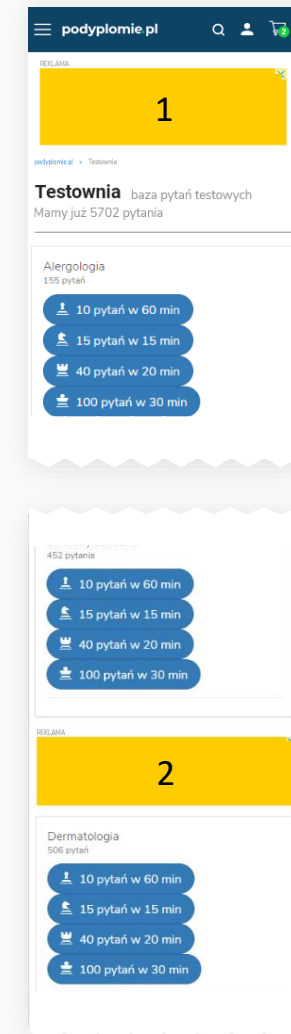 podyplomie.pl
2
REKLAMA
1
podyplomie.pl > Testownia
Testownia baza pytań testowych
Mamy już 5702 pytania
Alergologia
155 pytań
10 pytań w 60 min
15 pytań w 15 min
40 pytań w 20 min
100 pytań w 30 min
452 pytania
10 pytań w 60 min
15 pytań w 15 min
40 pytań w 20 min
100 pytań w 30 min
REKLAMA
2
Dermatologia
506 pytań
10 pytań w 60 min
15 pytań w 15 min
40 pytań w 20 min
100 pytań w 30 min